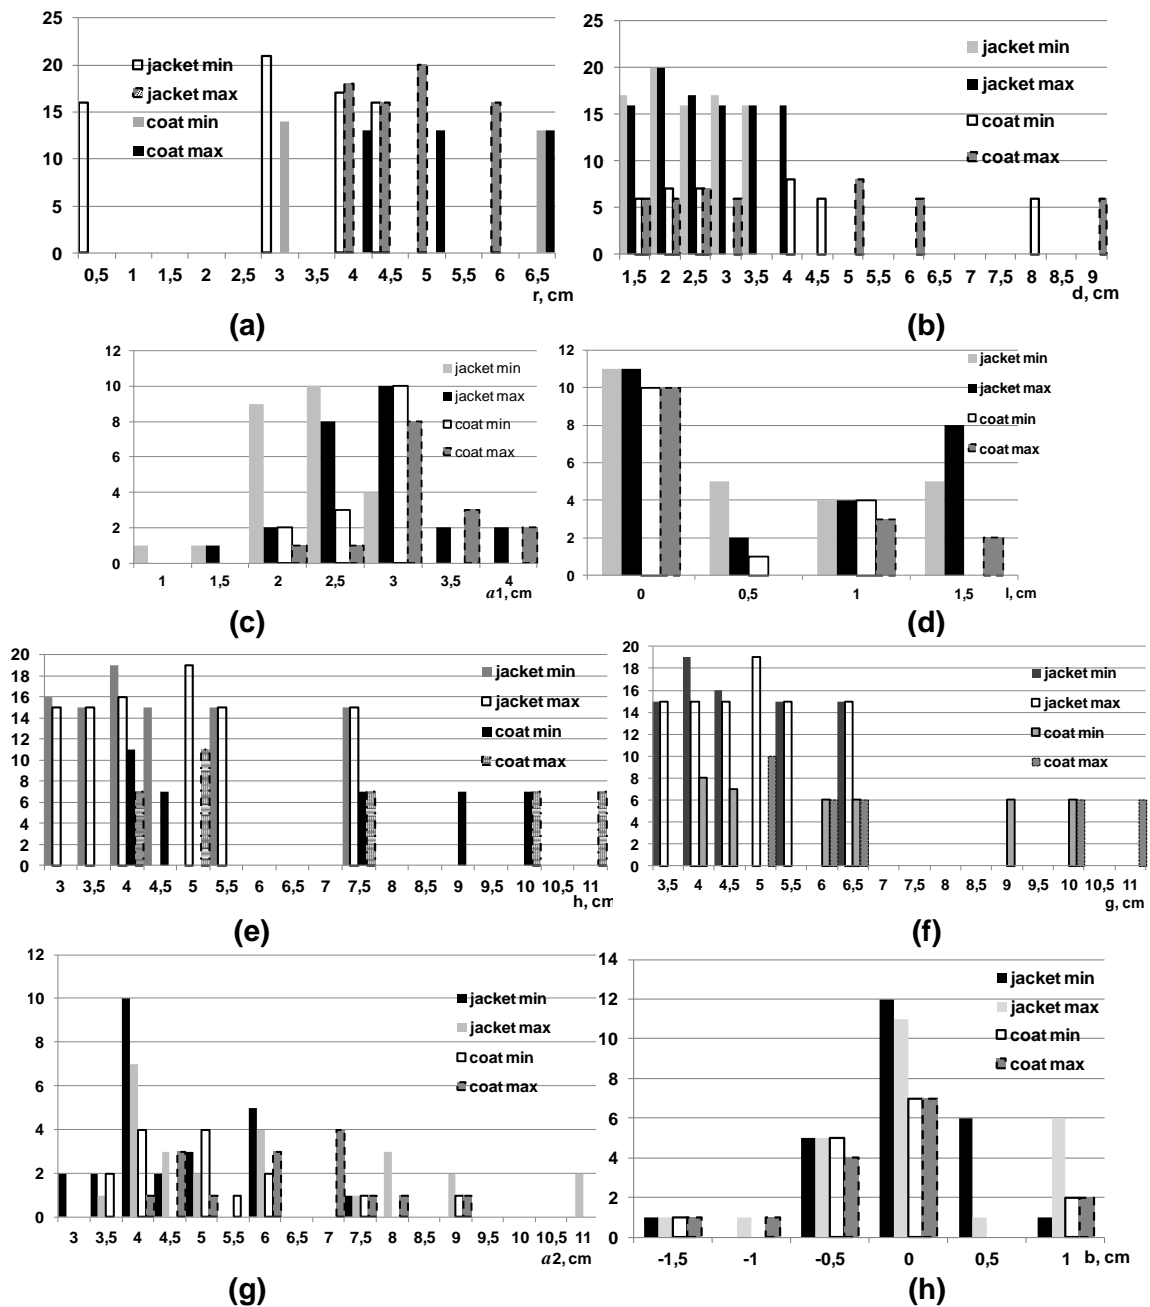 25
20
15
10
5
0
jacket min
jacket max
coat min
coat max
0,5 1 1,5 2 2,5 3 3,5 4 4,5 5 5,5 6 6,5
r, cm
(a)
25
20
15
10
5
0
jacket min
jacket max
coat min
coat max
1,5 2 2,5 3 3,5 4 4,5 5 5,5 6 6,5 7 7,5 8 8,5 9
d, cm
(b)
12
10
8
6
4
2
0
jacket min
jacket max
coat min
coat max
1 1,5 2 2,5 3 3,5 4
a1, cm
(c)
12
10
8
6
4
2
0
jacket min
jacket max
coat min
coat max
0 0,5 1 1,5 l, cm
(d)
20
18
16
14
12
10
8
6
4
2
0
jacket min
jacket max
coat min
coat max
3 3,5 4 4,5 5 5,5 6 6,5 7 7,5 8 8,5 9 9,5 10 10,5 11
h, cm
(e)
20
18
16
14
12
10
8
6
4
2
0
jacket min
jacket max
coat min
coat max
3,5 4 4,5 5 5,5 6 6,5 7 7,5 8 8,5 9 9,5 10 10,5 11
g, cm
(f)
12
10
8
6
4
2
0
jacket min
jacket max
coat min
coat max
3 3,5 4 4,5 5 5,5 6 6,5 7 7,5 8 8,5 9 9,5 10 10,5 11
a2, cm
(g)
14
12
10
8
6
4
2
0
jacket min
jacket max
coat min
coat max
-1,5 -1 -0,5 0 0,5 1 b, cm
(h)